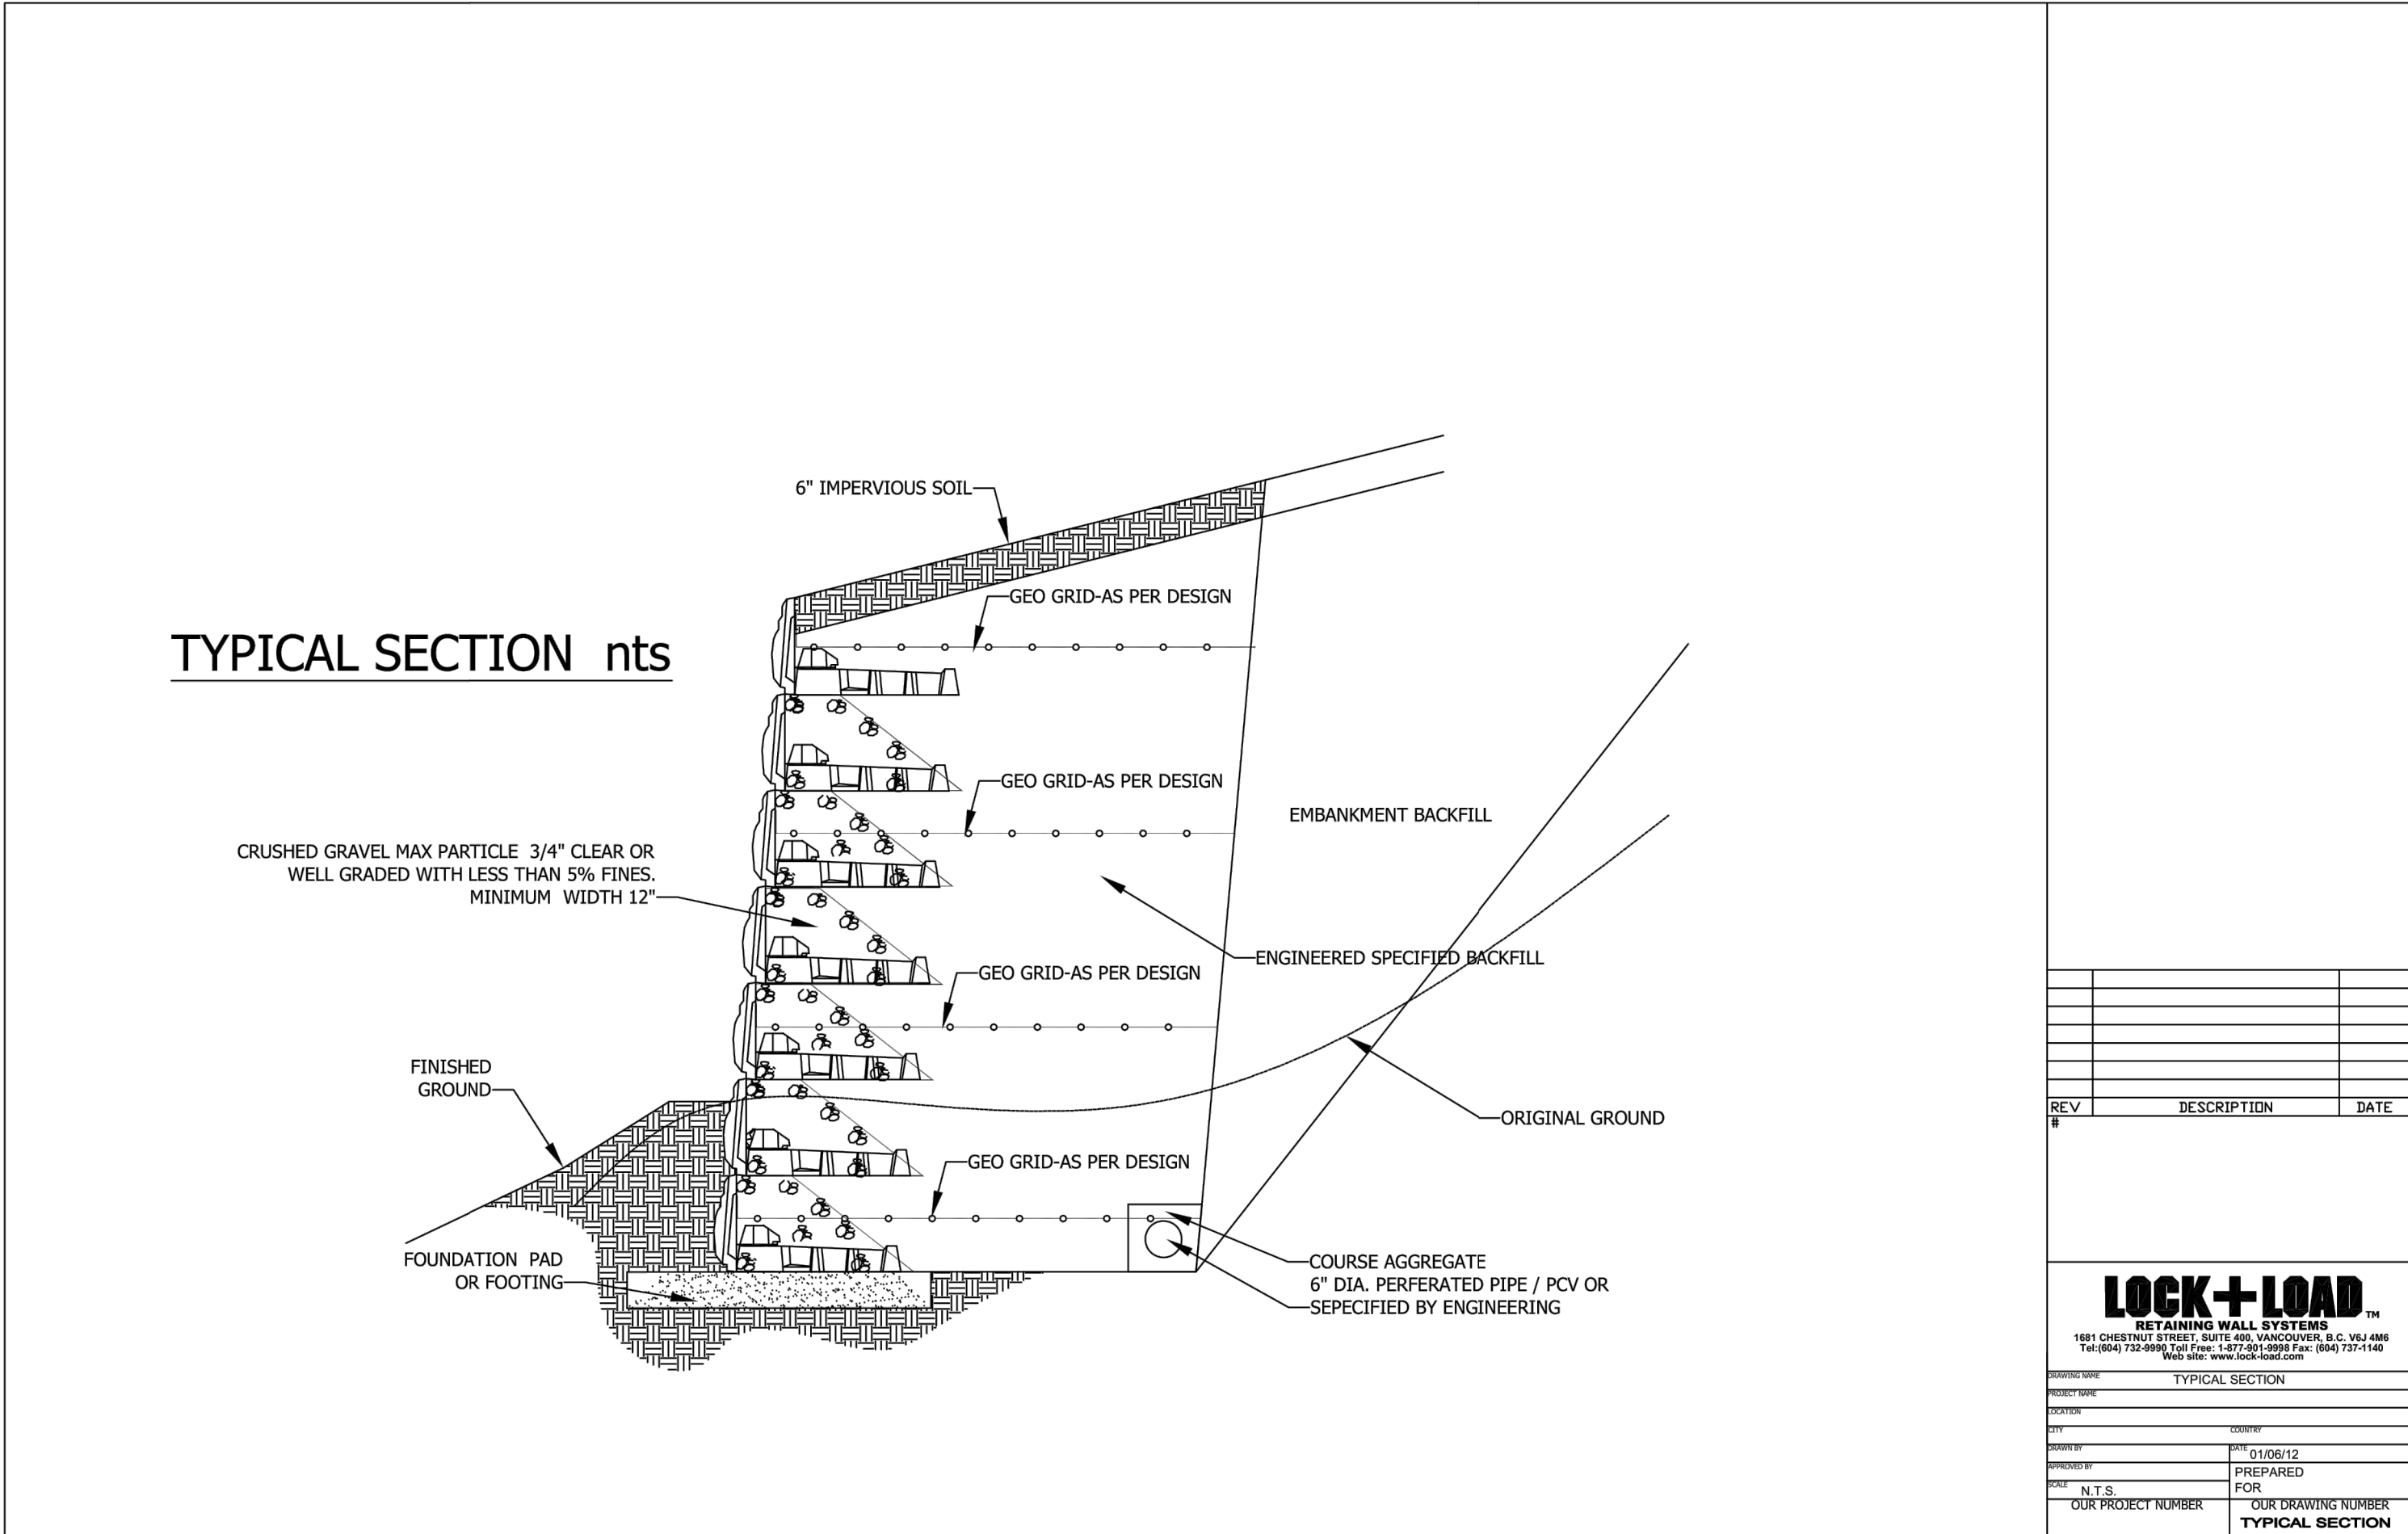 6" IMPERVIOUS SOIL
GEO GRID-AS PER DESIGN
TYPICAL SECTION nts
GEO GRID-AS PER DESIGN
EMBANKMENT BACKFILL
CRUSHED GRAVEL MAX PARTICLE 3/4" CLEAR OR
WELL GRADED WITH LESS THAN 5% FINES.
MINIMUM WIDTH 12"
ENGINEERED SPECIFIED BACKFILL
GEO GRID-AS PER DESIGN
FINISHED
GROUND
ORIGINAL GROUND
GEO GRID-AS PER DESIGN
FOUNDATION PAD
OR FOOTING
COURSE AGGREGATE
6" DIA. PERFERATED PIPE / PCV OR
SEPECIFIED BY ENGINEERING
REV DESCRIPTION DATE
#
LOCK+LOAD TM
RETAINING WALL SYSTEMS
1681 CHESTNUT STREET, SUITE 400, VANCOUVER, B.C. V6J 4M6
Tel:(604) 732-9990 Toll Free: 1-877-901-9998 Fax: (604) 737-1140
Web site: www.lock-load.com
DRAWING NAME TYPICAL SECTION
PROJECT NAME
LOCATION
CITY COUNTRY
DRAWN BY DATE 01/06/12
APPROVED BY PREPARED
FOR
SCALE N.T.S.
OUR PROJECT NUMBER OUR DRAWING NUMBER
TYPICAL SECTION